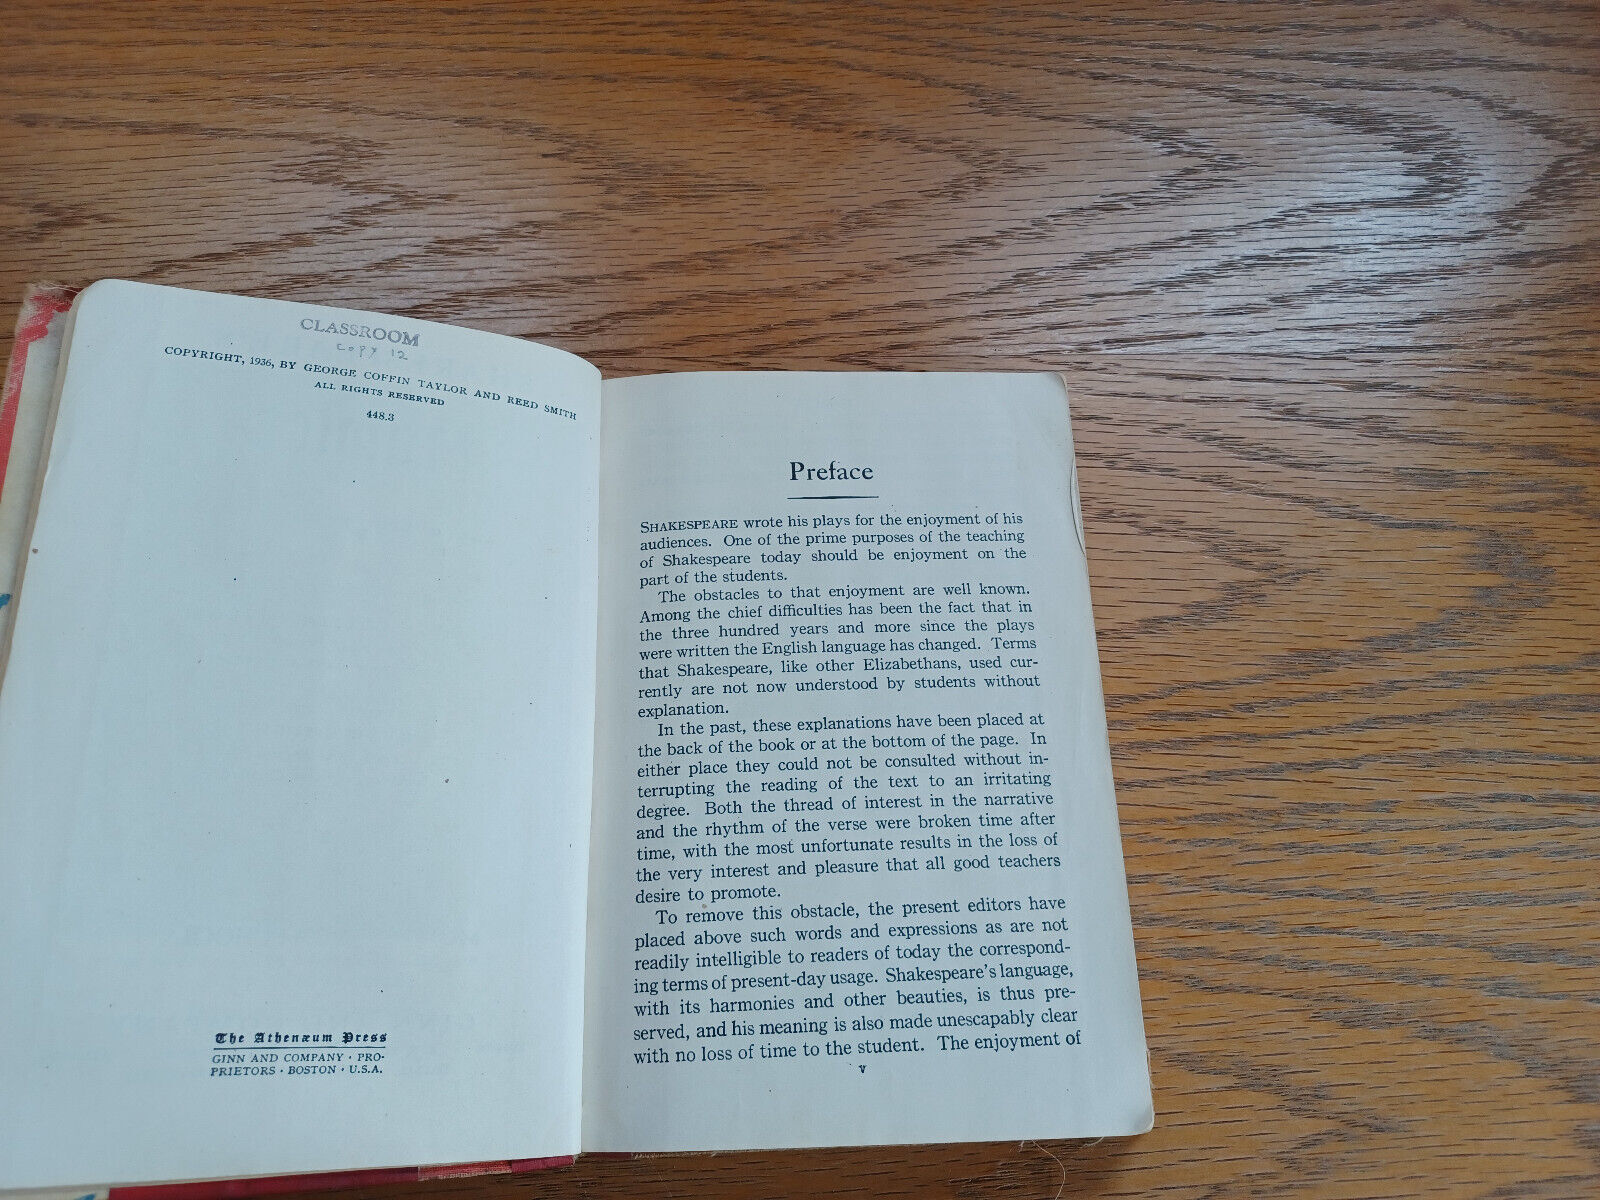 CLASSROOM
COPY 12
COPYRIGHT, 1936, BY GEORGE COFFIN TAYLOR AND REED SMITH
ALL RIGHTS RESERVED
448.3
The Athenæum Press
GINN AND COMPANY · PRO-
PRIETORS · BOSTON · U.S.A.
Preface
SHAKESPEARE wrote his plays for the enjoyment of his
audiences. One of the prime purposes of the teaching
of Shakespeare today should be enjoyment on the
part of the students.
The obstacles to that enjoyment are well known.
Among the chief difficulties has been the fact that in
the three hundred years and more since the plays
were written the English language has changed. Terms
that Shakespeare, like other Elizabethans, used cur-
rently are not now understood by students without
explanation.
In the past, these explanations have been placed at
the back of the book or at the bottom of the page. In
either place they could not be consulted without in-
terrupting the reading of the text to an irritating
degree. Both the thread of interest in the narrative
and the rhythm of the verse were broken time after
time, with the most unfortunate results in the loss of
the very interest and pleasure that all good teachers
desire to promote.
To remove this obstacle, the present editors have
placed above such words and expressions as are not
readily intelligible to readers of today the correspond-
ing terms of present-day usage. Shakespeare's language,
with its harmonies and other beauties, is thus pre-
served, and his meaning is also made unescapably clear
with no loss of time to the student. The enjoyment of
v